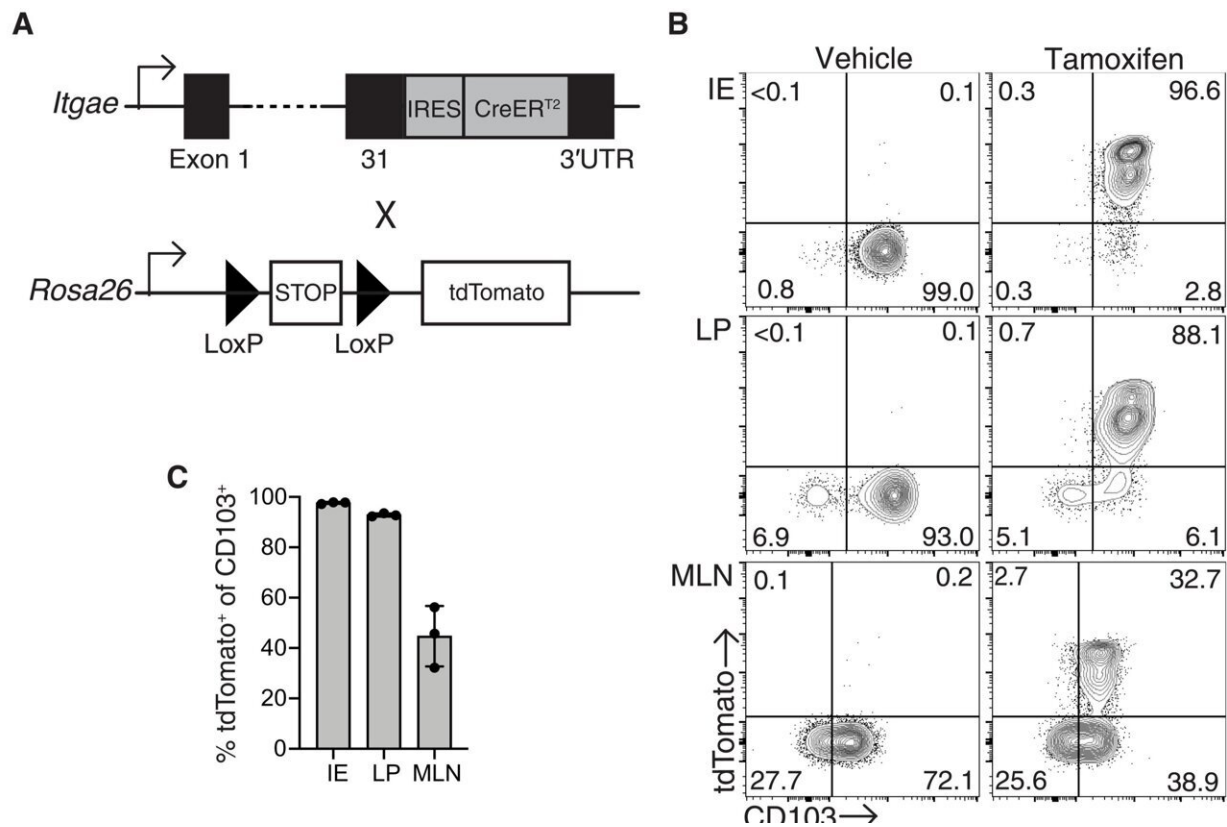 A
Itgae
IRES
CreERT2
Exon 1
31
3′UTR
X
Rosa26
STOP
tdTomato
LoxP
LoxP
B
Vehicle
Tamoxifen
IE
<0.1
0.1
0.3
96.6
0.8
99.0
0.3
2.8
LP
<0.1
0.1
0.7
88.1
6.9
93.0
5.1
6.1
MLN
0.1
0.2
2.7
32.7
27.7
72.1
25.6
38.9
tdTomato→
CD103→
C
% tdTomato+ of CD103+
100
80
60
40
20
0
IE
LP
MLN